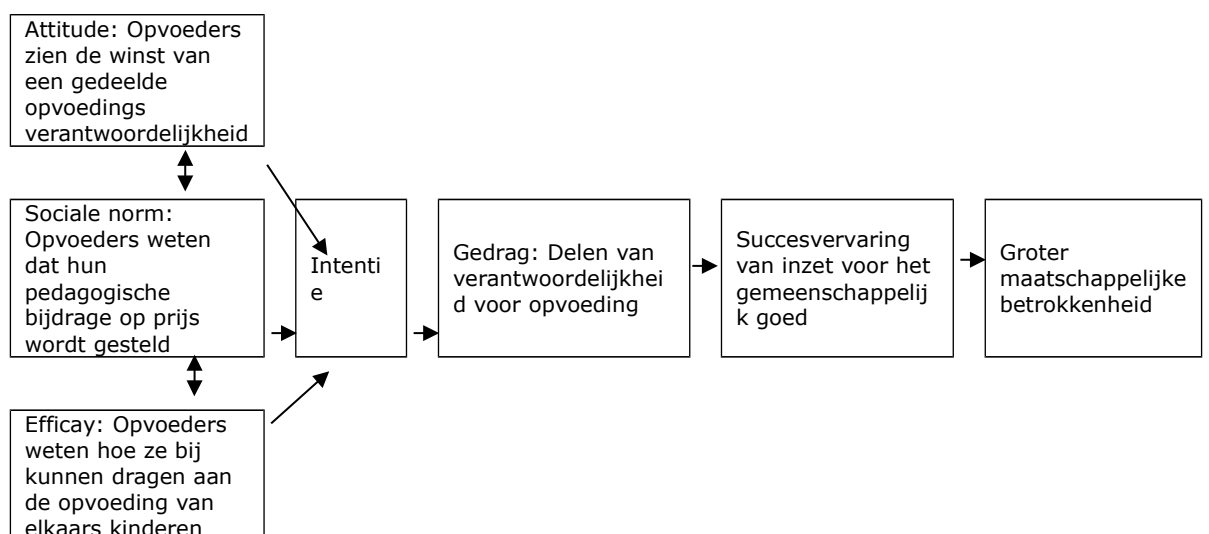 Attitude: Opvoeders
zien de winst van
een gedeelde
opvoedings
verantwoordelijkheid
Sociale norm:
Opvoeders weten
dat hun
pedagogische
bijdrage op prijs
wordt gesteld
Efficay: Opvoeders
weten hoe ze bij
kunnen dragen aan
de opvoeding van
elkaars kinderen
Intenti
e
Gedrag: Delen van
verantwoordelijkhei
d voor opvoeding
Succesvervaring
van inzet voor het
gemeenschappelij
k goed
Groter
maatschappelijke
betrokkenheid